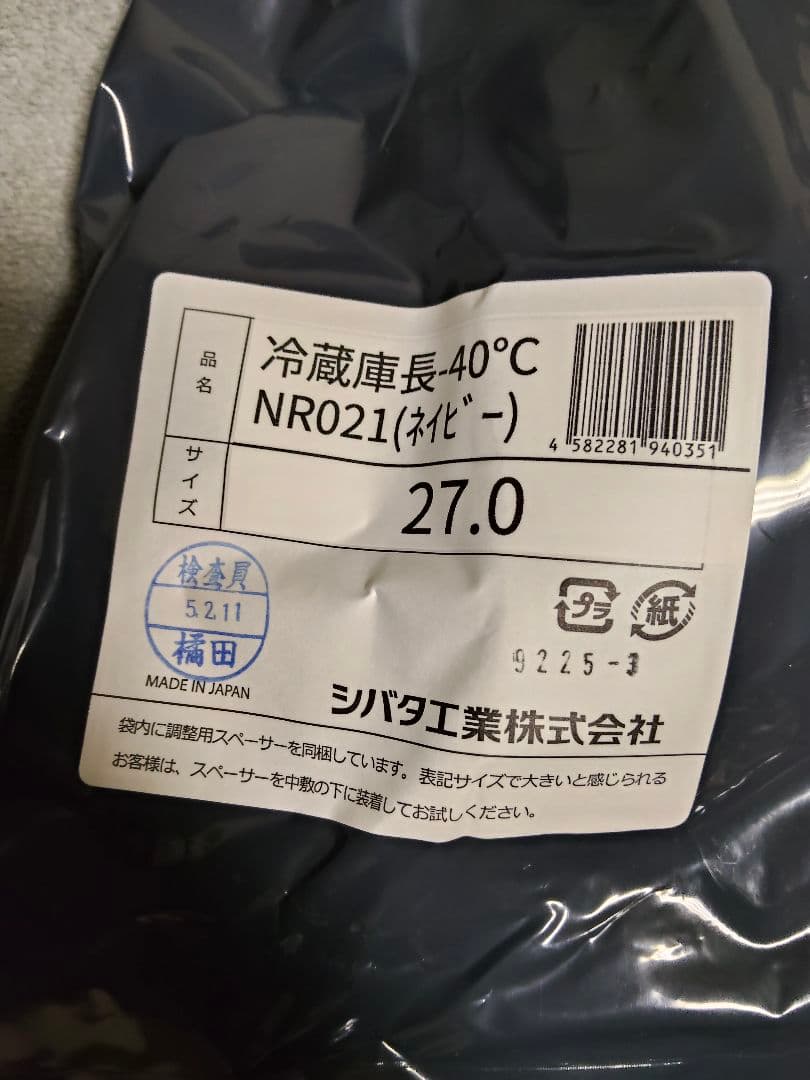 品名
冷蔵庫長-40℃
NR021(ﾈｲﾋﾞｰ)
4 582281 940351
サイズ
27.0
検査員
5.2.11
橘田
MADE IN JAPAN
プラ
紙
9225-3
シバタ工業株式会社
袋内に調整用スペーサーを同梱しています。表記サイズで大きいと感じられる
お客様は、スペーサーを中敷の下に装着してお試しください。